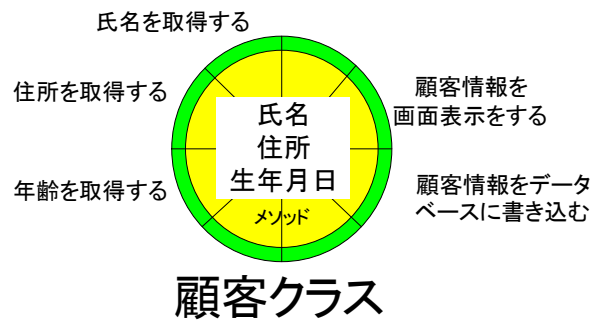 氏名を取得する
住所を取得する
年齢を取得する
氏名
住所
生年月日
メソッド
顧客情報を
画面表示をする
顧客情報をデータ
ベースに書き込む
顧客クラス